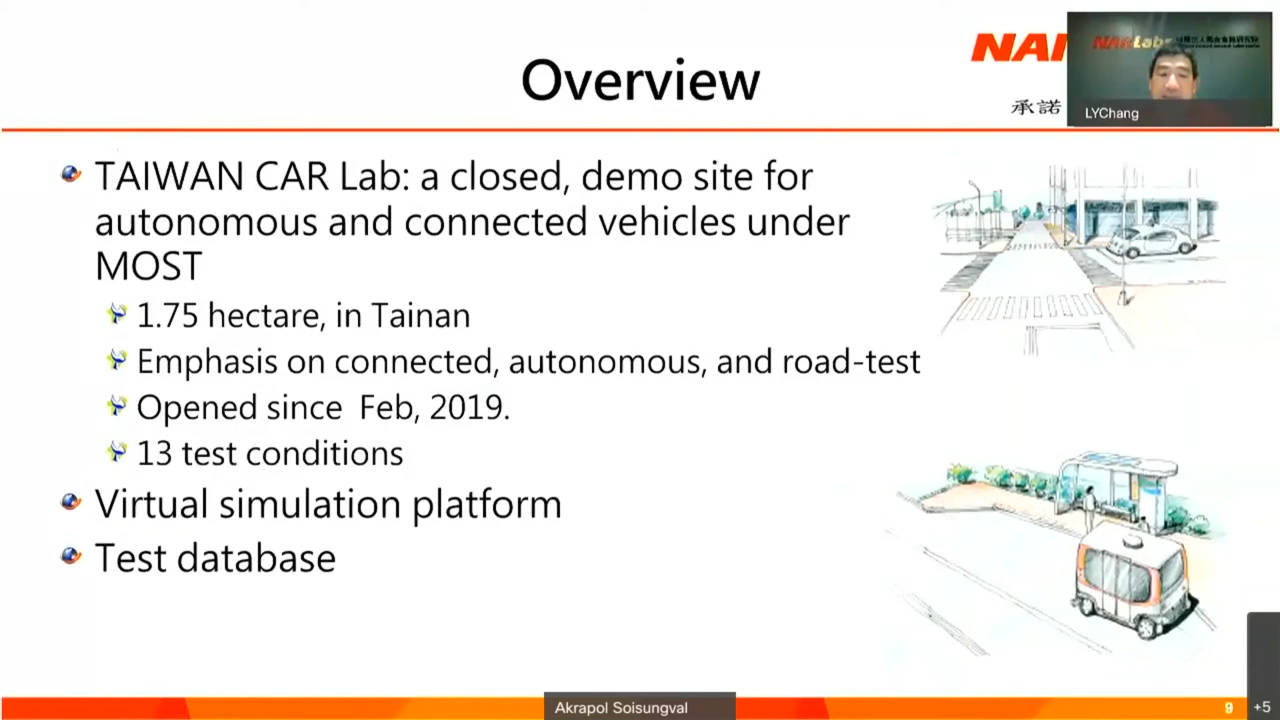 Overview
NAI
NARLabs
承諾
LYChang
TAIWAN CAR Lab: a closed, demo site for
autonomous and connected vehicles under
MOST
1.75 hectare, in Tainan
Emphasis on connected, autonomous, and road-test
Opened since Feb, 2019.
13 test conditions
Virtual simulation platform
Test database
Akrapol Soisungval
9
+5